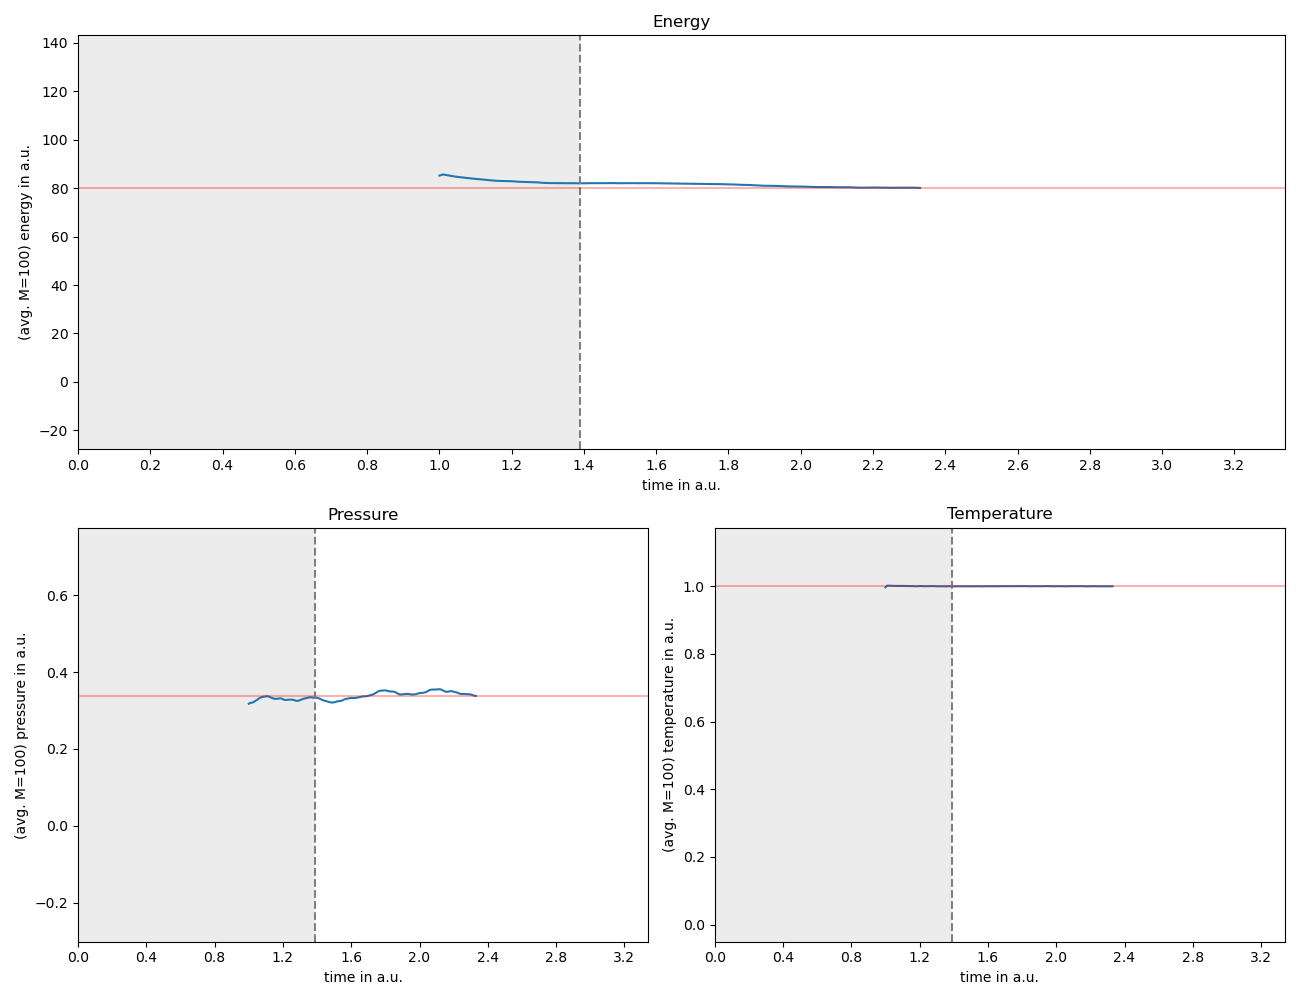 Energy
(avg. M=100) energy in a.u.
140
120
100
80
60
40
20
0
−20
0.0 0.2 0.4 0.6 0.8 1.0 1.2 1.4 1.6 1.8 2.0 2.2 2.4 2.6 2.8 3.0 3.2
time in a.u.
Pressure
(avg. M=100) pressure in a.u.
0.6
0.4
0.2
0.0
−0.2
0.0 0.4 0.8 1.2 1.6 2.0 2.4 2.8 3.2
time in a.u.
Temperature
(avg. M=100) temperature in a.u.
1.0
0.8
0.6
0.4
0.2
0.0
0.0 0.4 0.8 1.2 1.6 2.0 2.4 2.8 3.2
time in a.u.